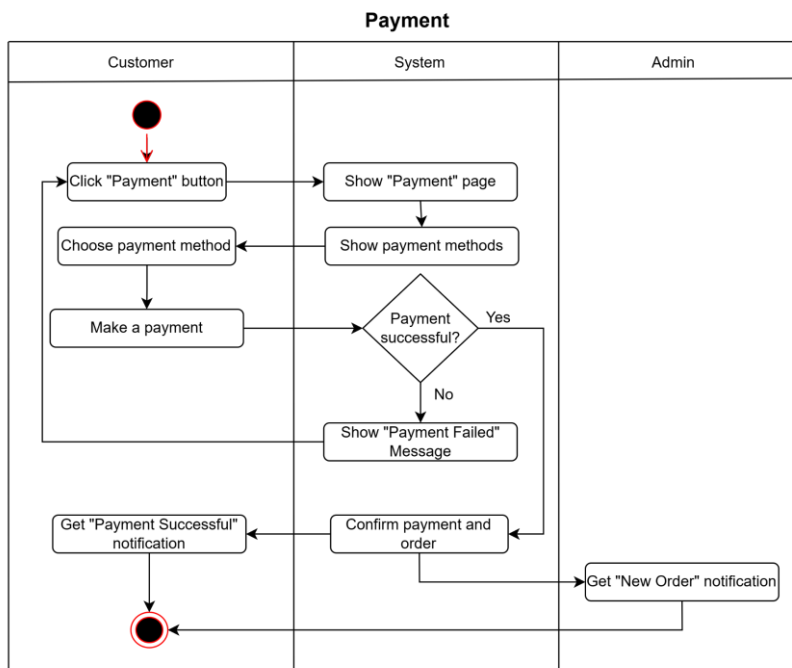 Payment
Customer
System
Admin
Click "Payment" button
Show "Payment" page
Choose payment method
Show payment methods
Make a payment
Payment
successful?
Yes
No
Show "Payment Failed"
Message
Get "Payment Successful"
notification
Confirm payment and
order
Get "New Order" notification